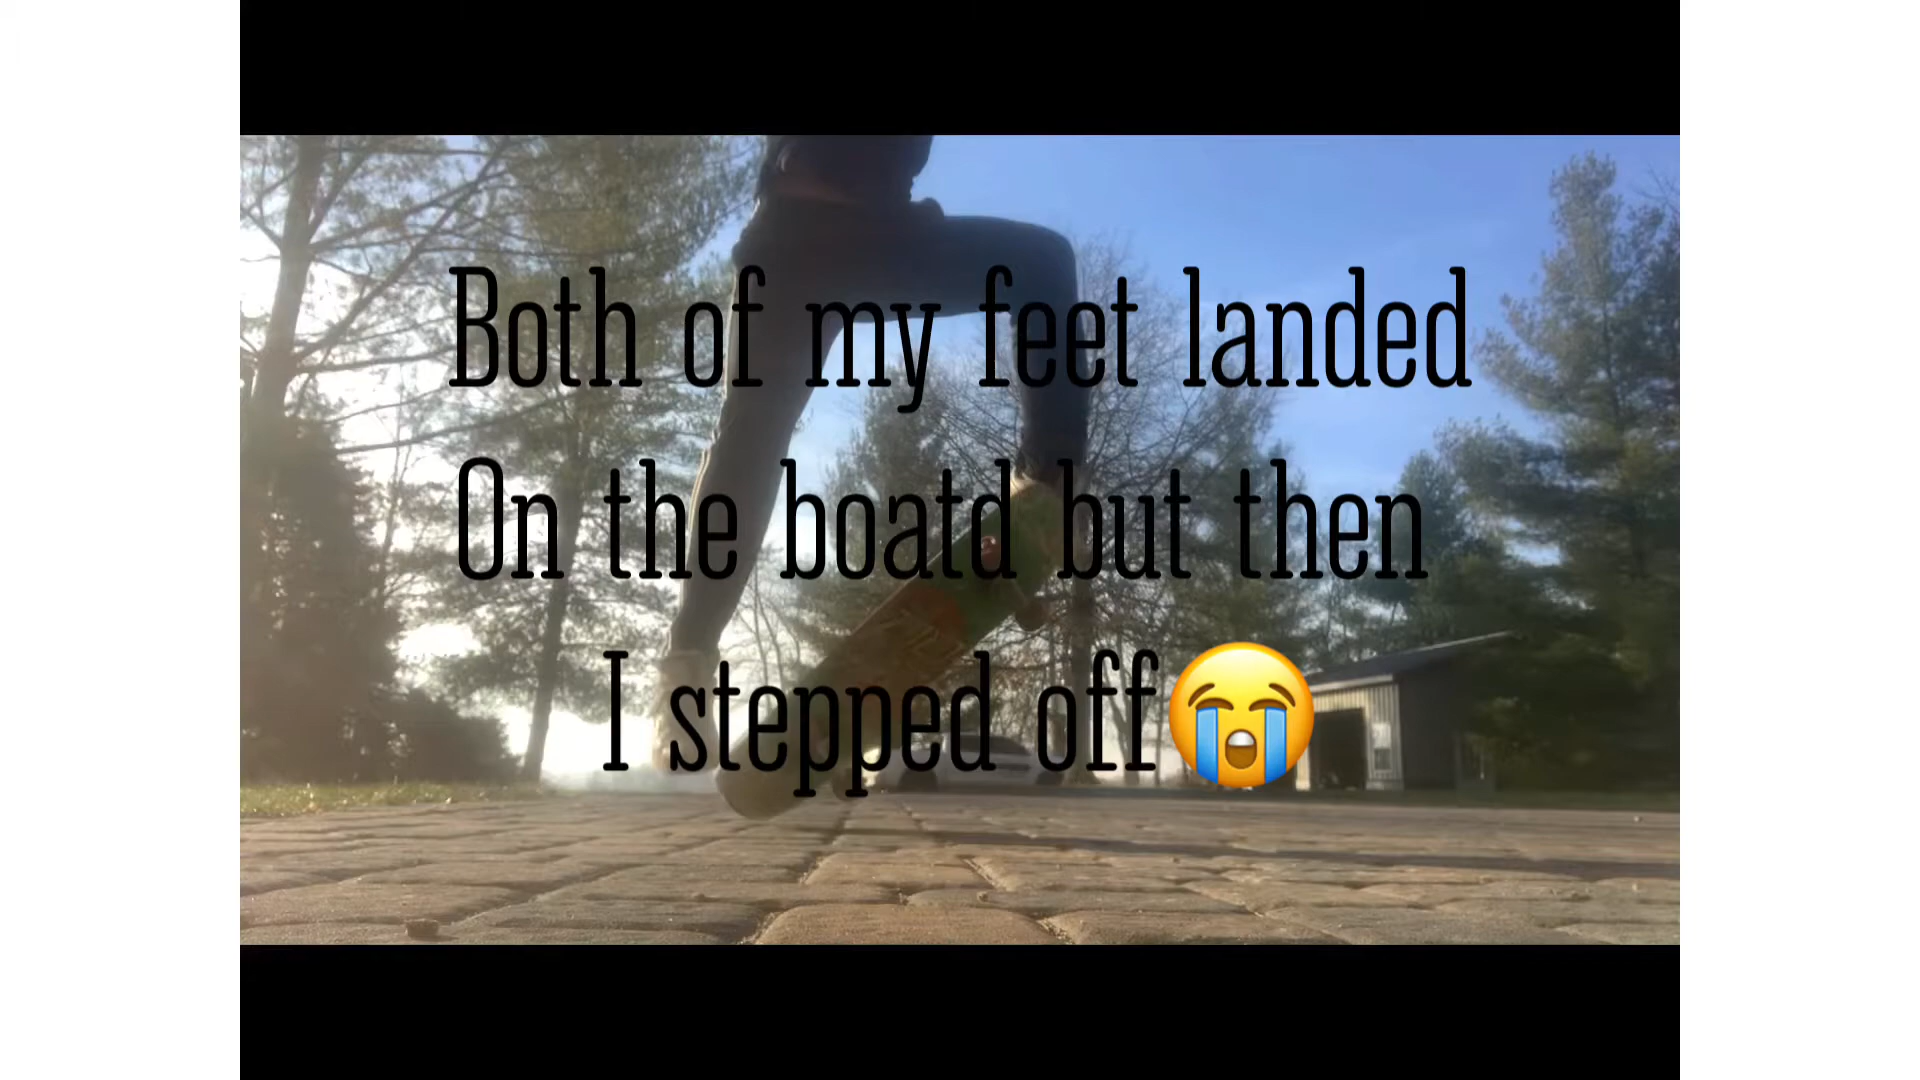 Both of my feet landed
On the boatd but then
I stepped off😭